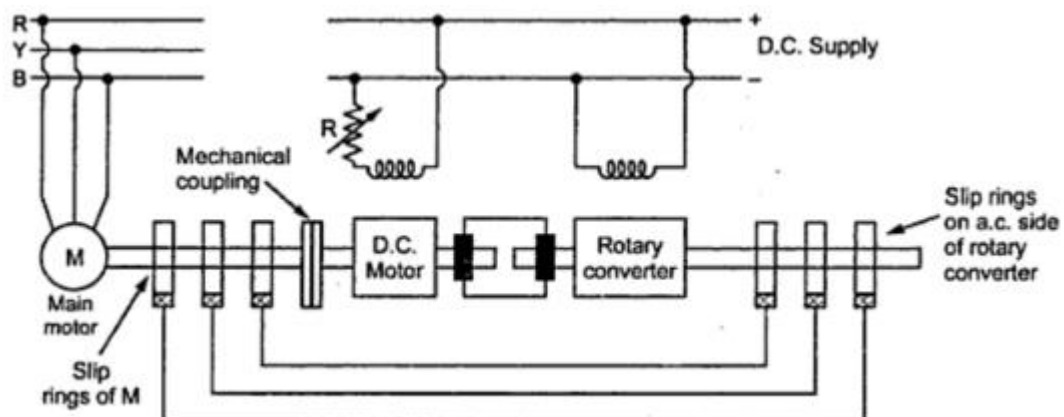 R
Y
B
+
D.C. Supply
−
R
Mechanical
coupling
M
Main
motor
D.C.
Motor
Rotary
converter
Slip rings
on a.c. side
of rotary
converter
Slip
rings of M